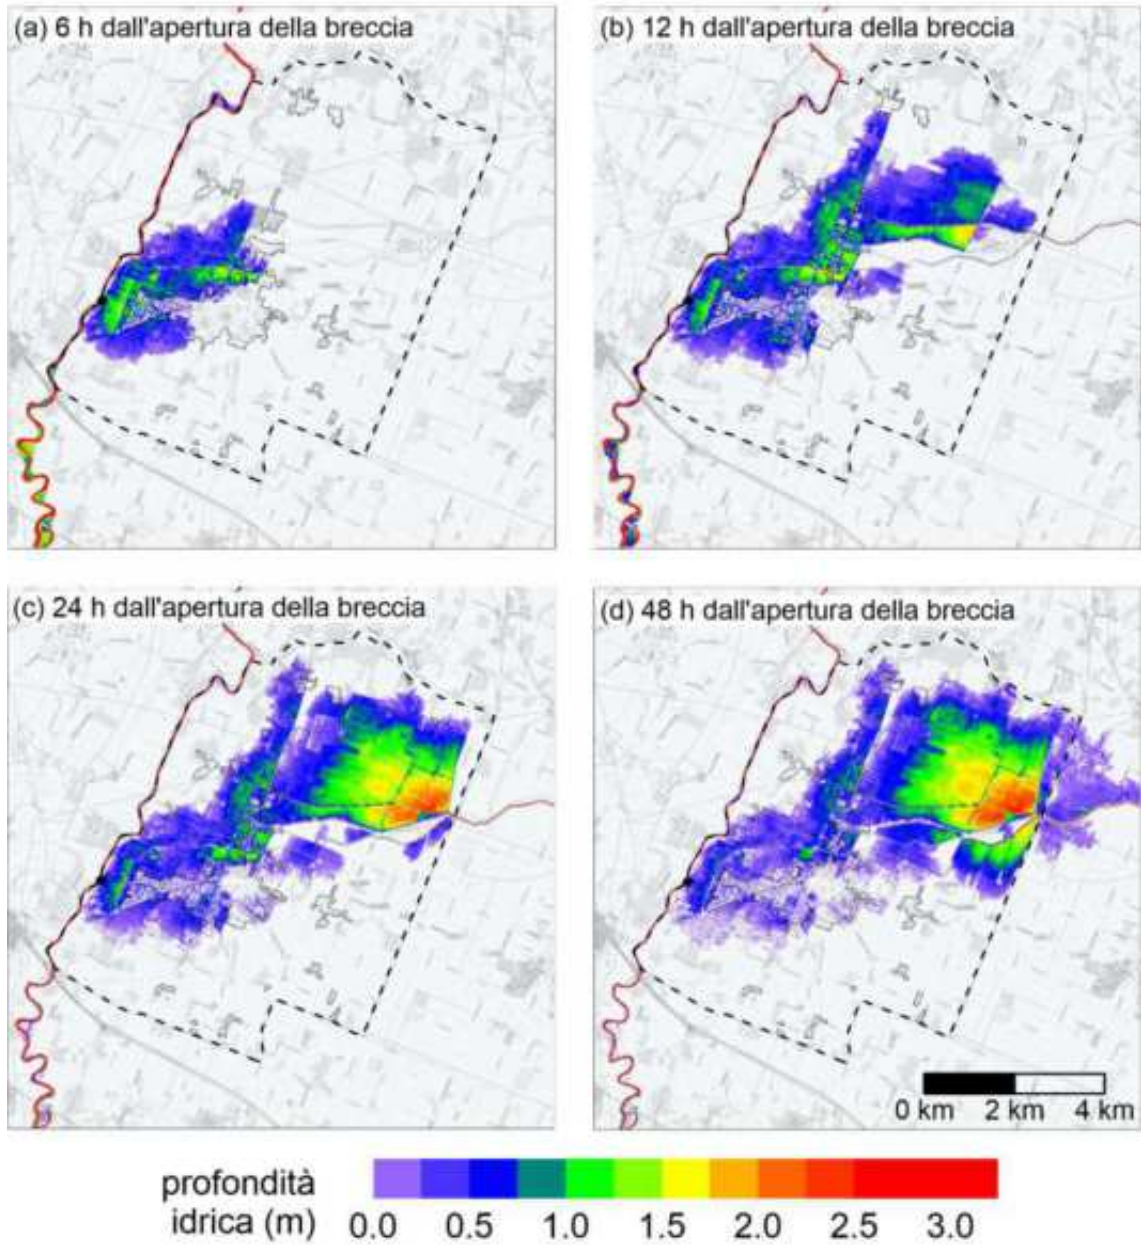 (a) 6 h dall'apertura della breccia
(b) 12 h dall'apertura della breccia
(c) 24 h dall'apertura della breccia
(d) 48 h dall'apertura della breccia
0 km 2 km 4 km
profondità
idrica (m) 0.0 0.5 1.0 1.5 2.0 2.5 3.0